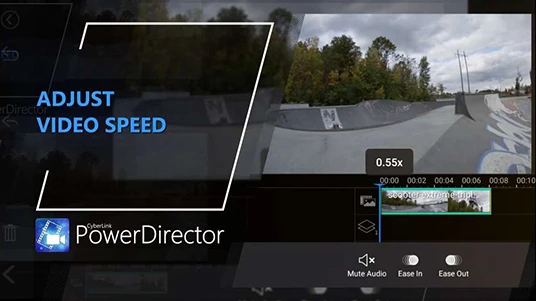 ADJUST
VIDEO SPEED
CyberLink
PowerDirector
0.55x
00:00 00:02 00:04 00:06 00:08 00:10
Mute Audio Ease In Ease Out